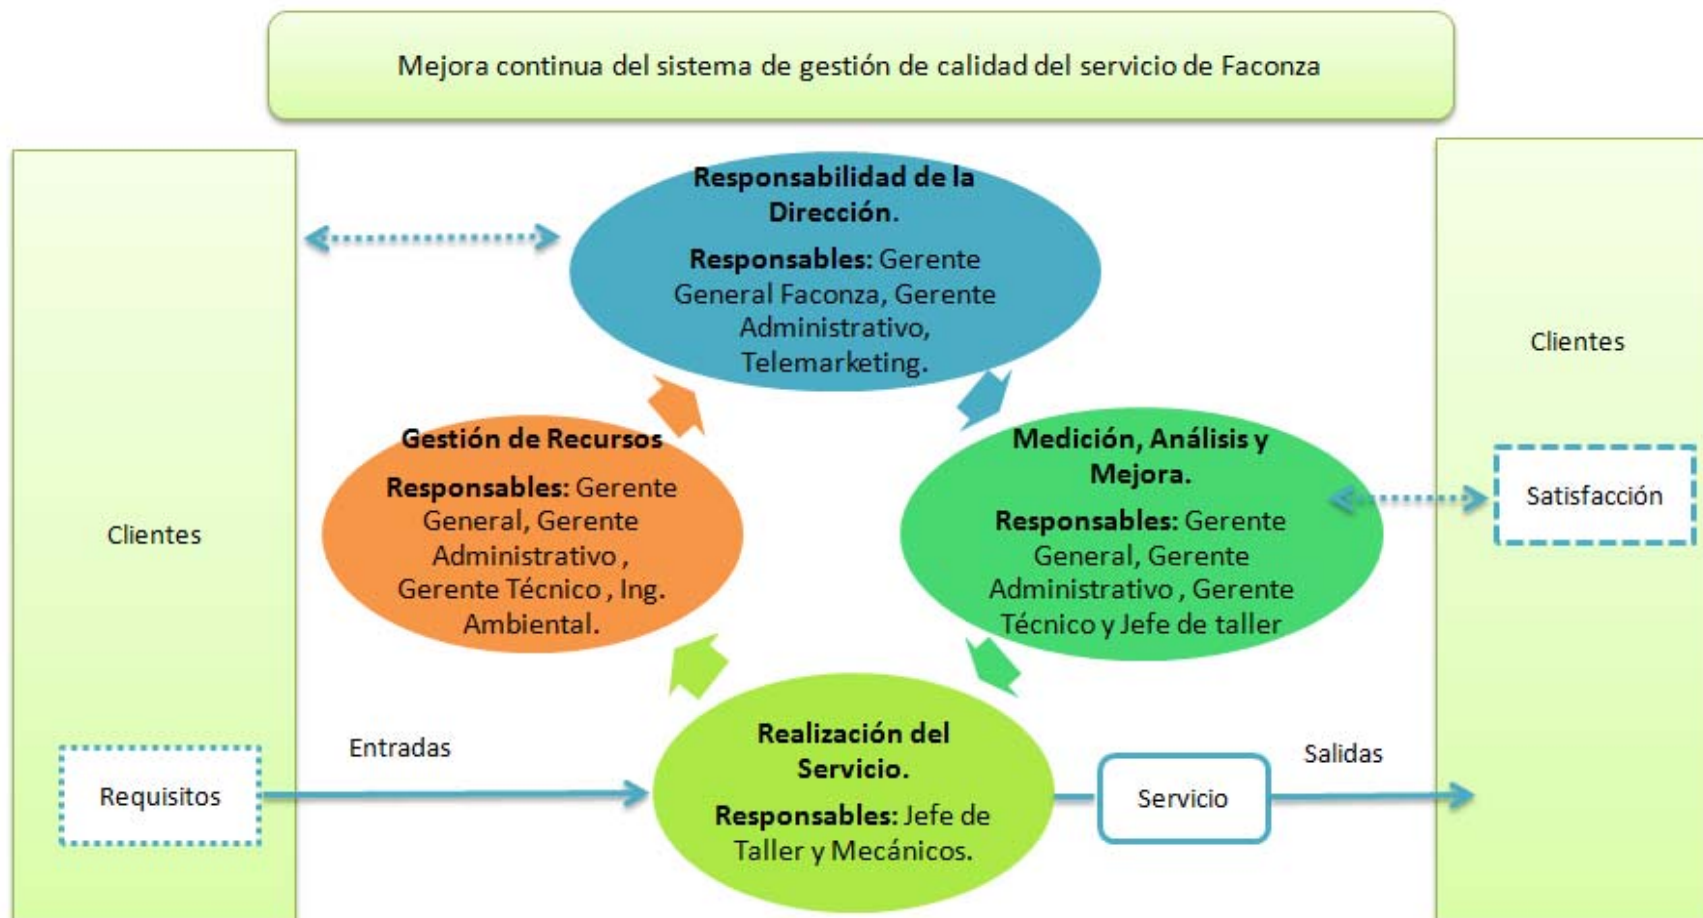 Mejora continua del sistema de gestión de calidad del servicio de Faconza
Clientes
Requisitos
Entradas
Responsabilidad de la
Dirección.
Responsables: Gerente
General Faconza, Gerente
Administrativo,
Telemarketing.
Gestión de Recursos
Responsables: Gerente
General, Gerente
Administrativo ,
Gerente Técnico , Ing.
Ambiental.
Medición, Análisis y
Mejora.
Responsables: Gerente
General, Gerente
Administrativo , Gerente
Técnico y Jefe de taller
Realización del
Servicio.
Responsables: Jefe de
Taller y Mecánicos.
Servicio
Salidas
Clientes
Satisfacción